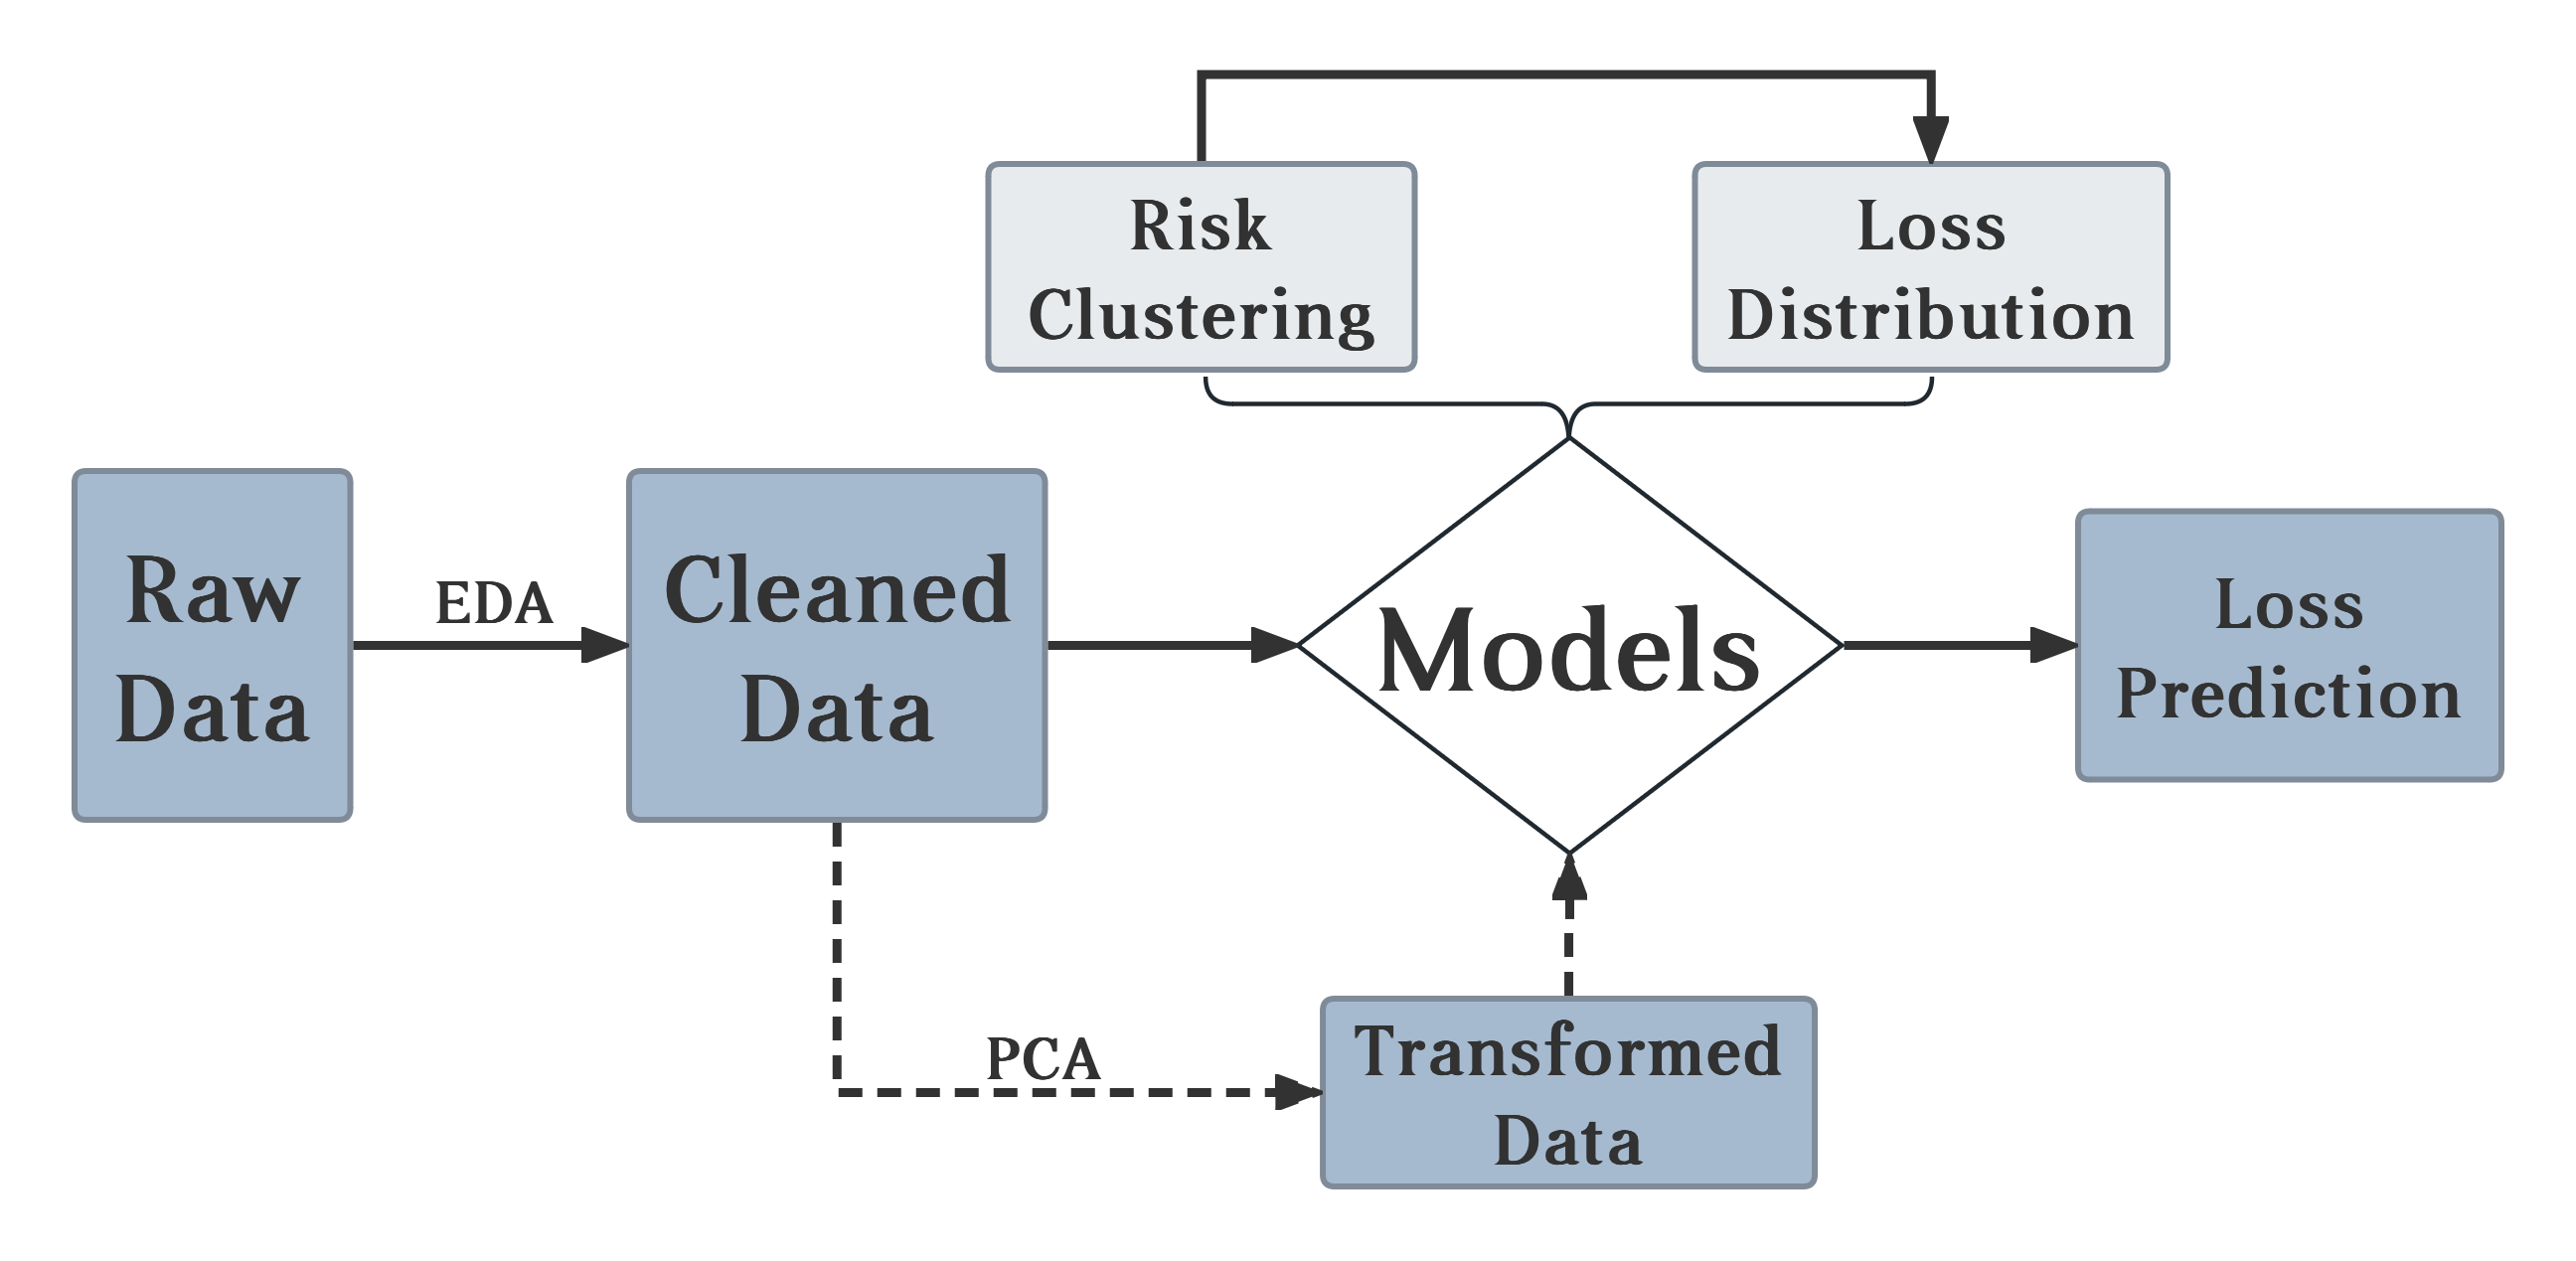 Risk
Clustering
Loss
Distribution
Raw
Data
EDA
Cleaned
Data
Models
Loss
Prediction
PCA
Transformed
Data